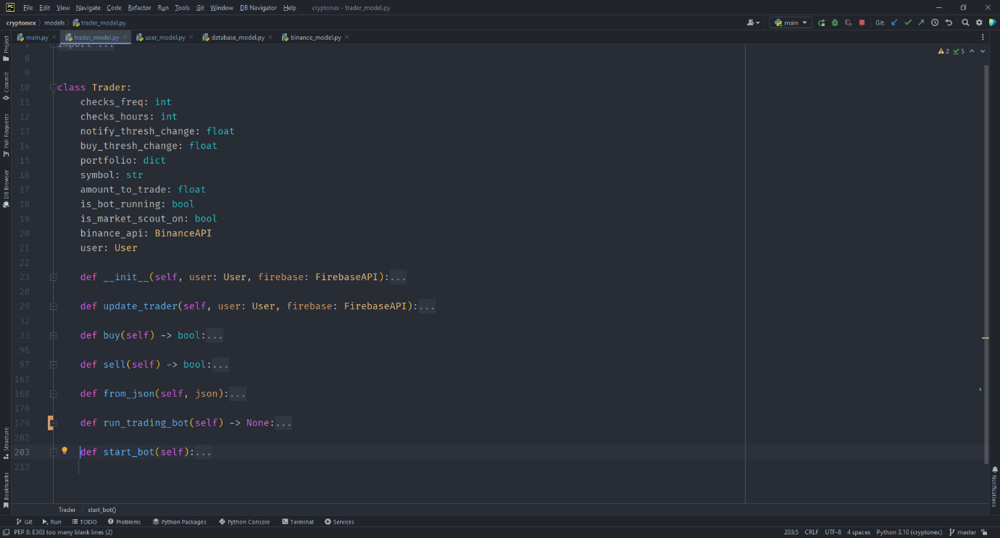 PC File Edit View Navigate Code Refactor Run Tools Git Window DB Navigator Help cryptonex - trader_model.py
cryptonex models trader_model.py main Git:
main.py trader_model.py user_model.py database_model.py binance_model.py
Project
Commit
Pull Requests
DB Browser
Structure
Bookmarks
Notifications
2 5
1 import ...
8
9
10 class Trader:
11 checks_freq: int
12 checks_hours: int
13 notify_thresh_change: float
14 buy_thresh_change: float
15 portfolio: dict
16 symbol: str
17 amount_to_trade: float
18 is_bot_running: bool
19 is_market_scout_on: bool
20 binance_api: BinanceAPI
21 user: User
22
23 def __init__(self, user: User, firebase: FirebaseAPI):...
28
29 def update_trader(self, user: User, firebase: FirebaseAPI):...
32
33 def buy(self) -> bool:...
96
97 def sell(self) -> bool:...
167
168 def from_json(self, json):...
178
179 def run_trading_bot(self) -> None:...
202
203 def start_bot(self):...
213
Trader start_bot()
Git Run TODO Problems Python Packages Python Console Terminal Services
PEP 8: E303 too many blank lines (2) 203:5 CRLF UTF-8 4 spaces Python 3.10 (cryptonex) master